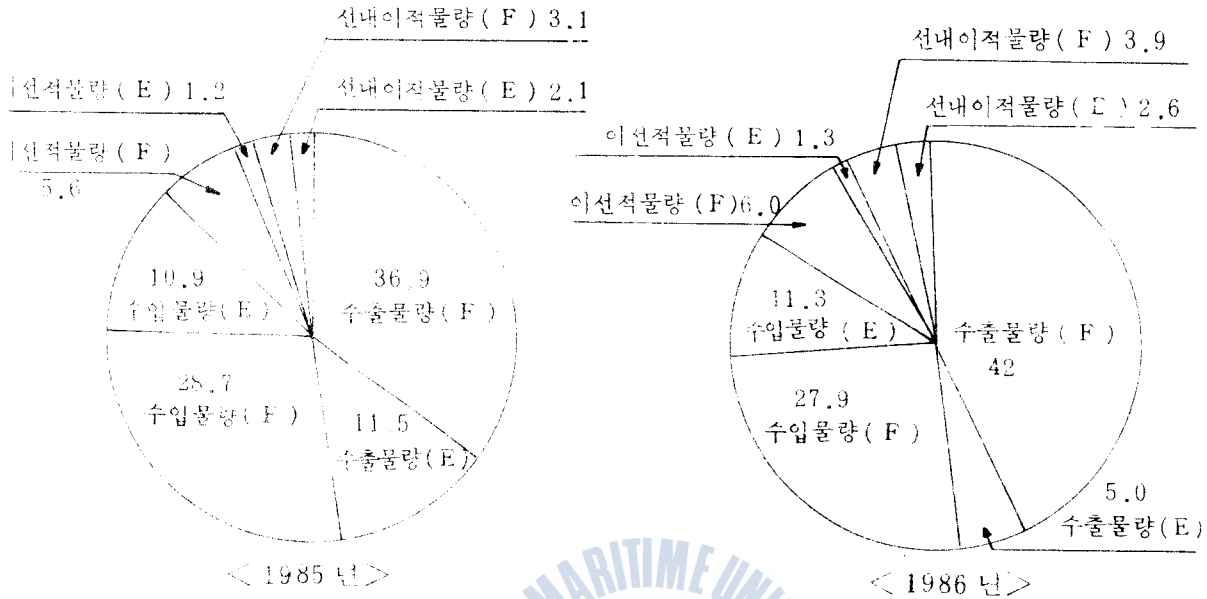 선내이적물량 ( F ) 3.1
이선적물량 ( E ) 1.2
선내이적물량 ( E ) 2.1
이선적물량 ( F )
5.6
10.9
수입물량 ( E )
36.9
수출물량 ( F )
28.7
수입물량 ( F )
11.5
수출물량 (E)
< 1985 년 >
선내이적물량 ( F ) 3.9
선내이적물량 ( E ) 2.6
이선적물량 ( E ) 1.3
이선적물량 (F)6.0
11.3
수입물량 ( E )
수출물량 ( F )
42
27.9
수입물량 ( F )
5.0
수출물량(E)
< 1986 년 >
MARITIME